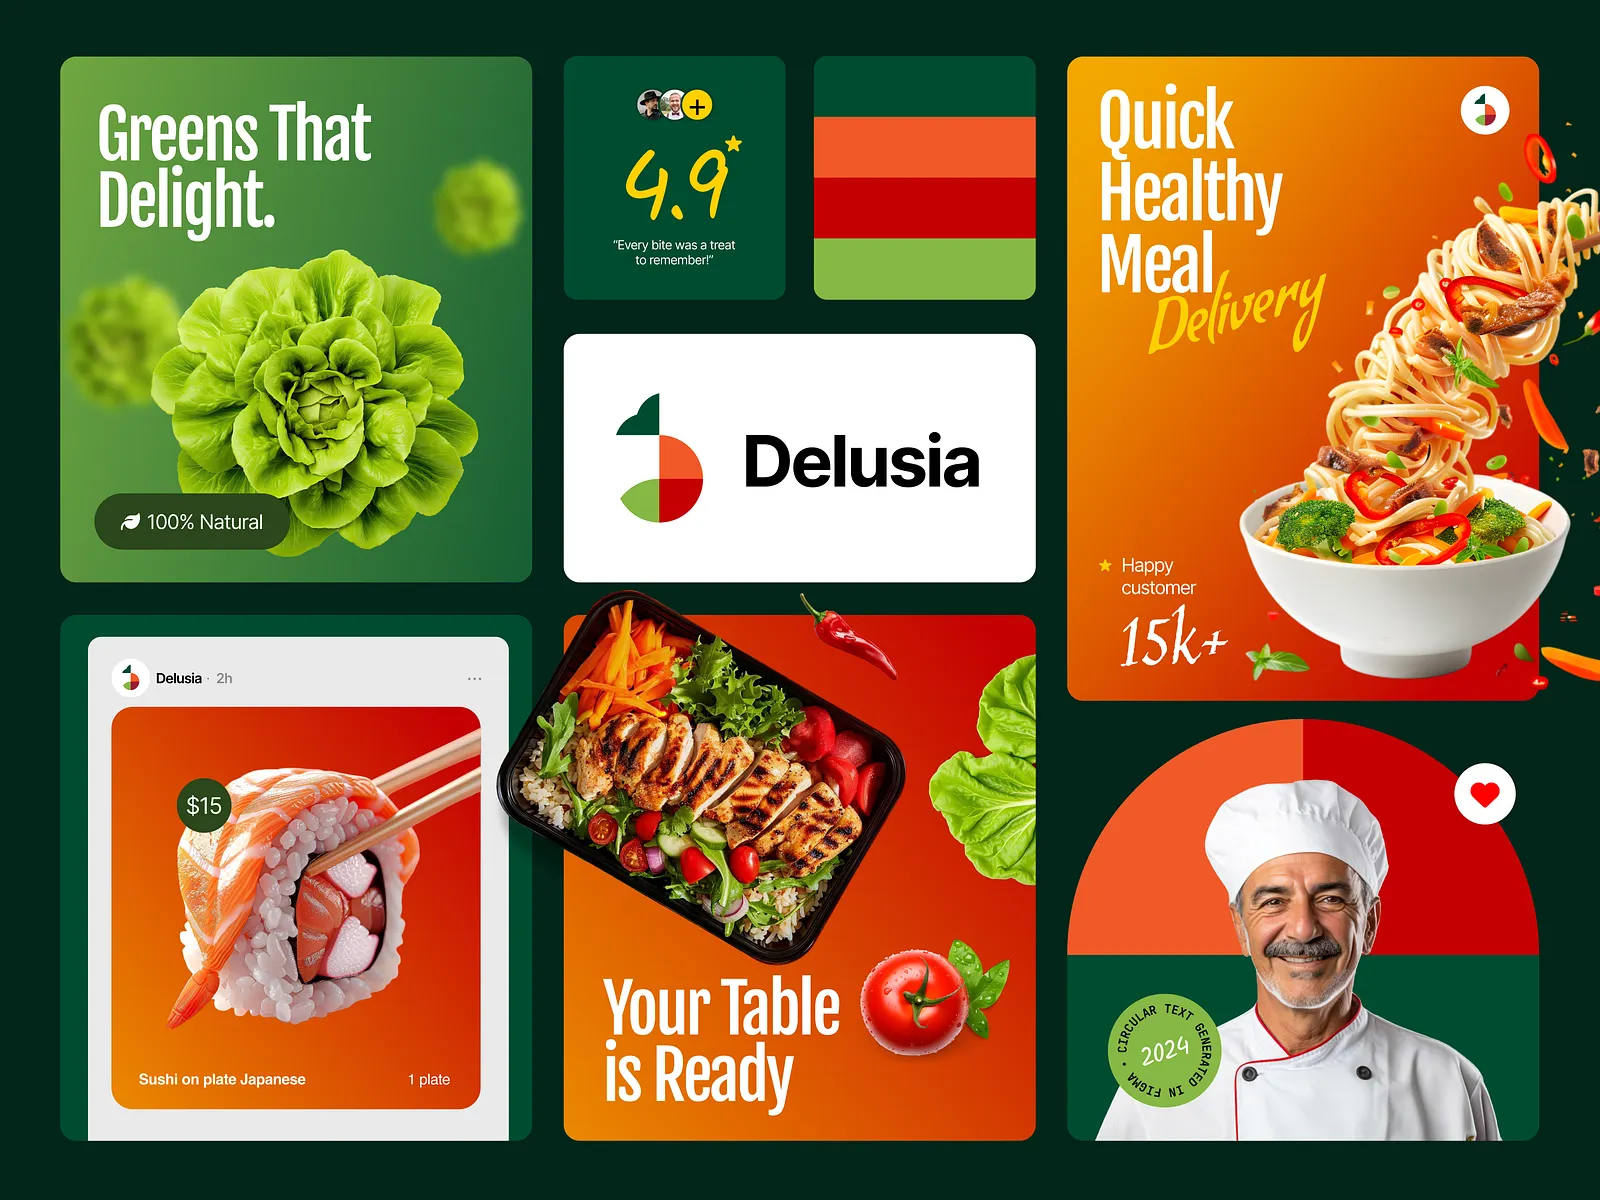 Greens That
Delight.
100% Natural
4.9
“Every bite was a treat
to remember!”
Delusia
Quick
Healthy
Meal
Delivery
Happy
customer
15k+
Delusia · 2h
$15
Sushi on plate Japanese
1 plate
Your Table
is Ready
CIRCULAR TEXT GENERATED IN FIGMA •
2024